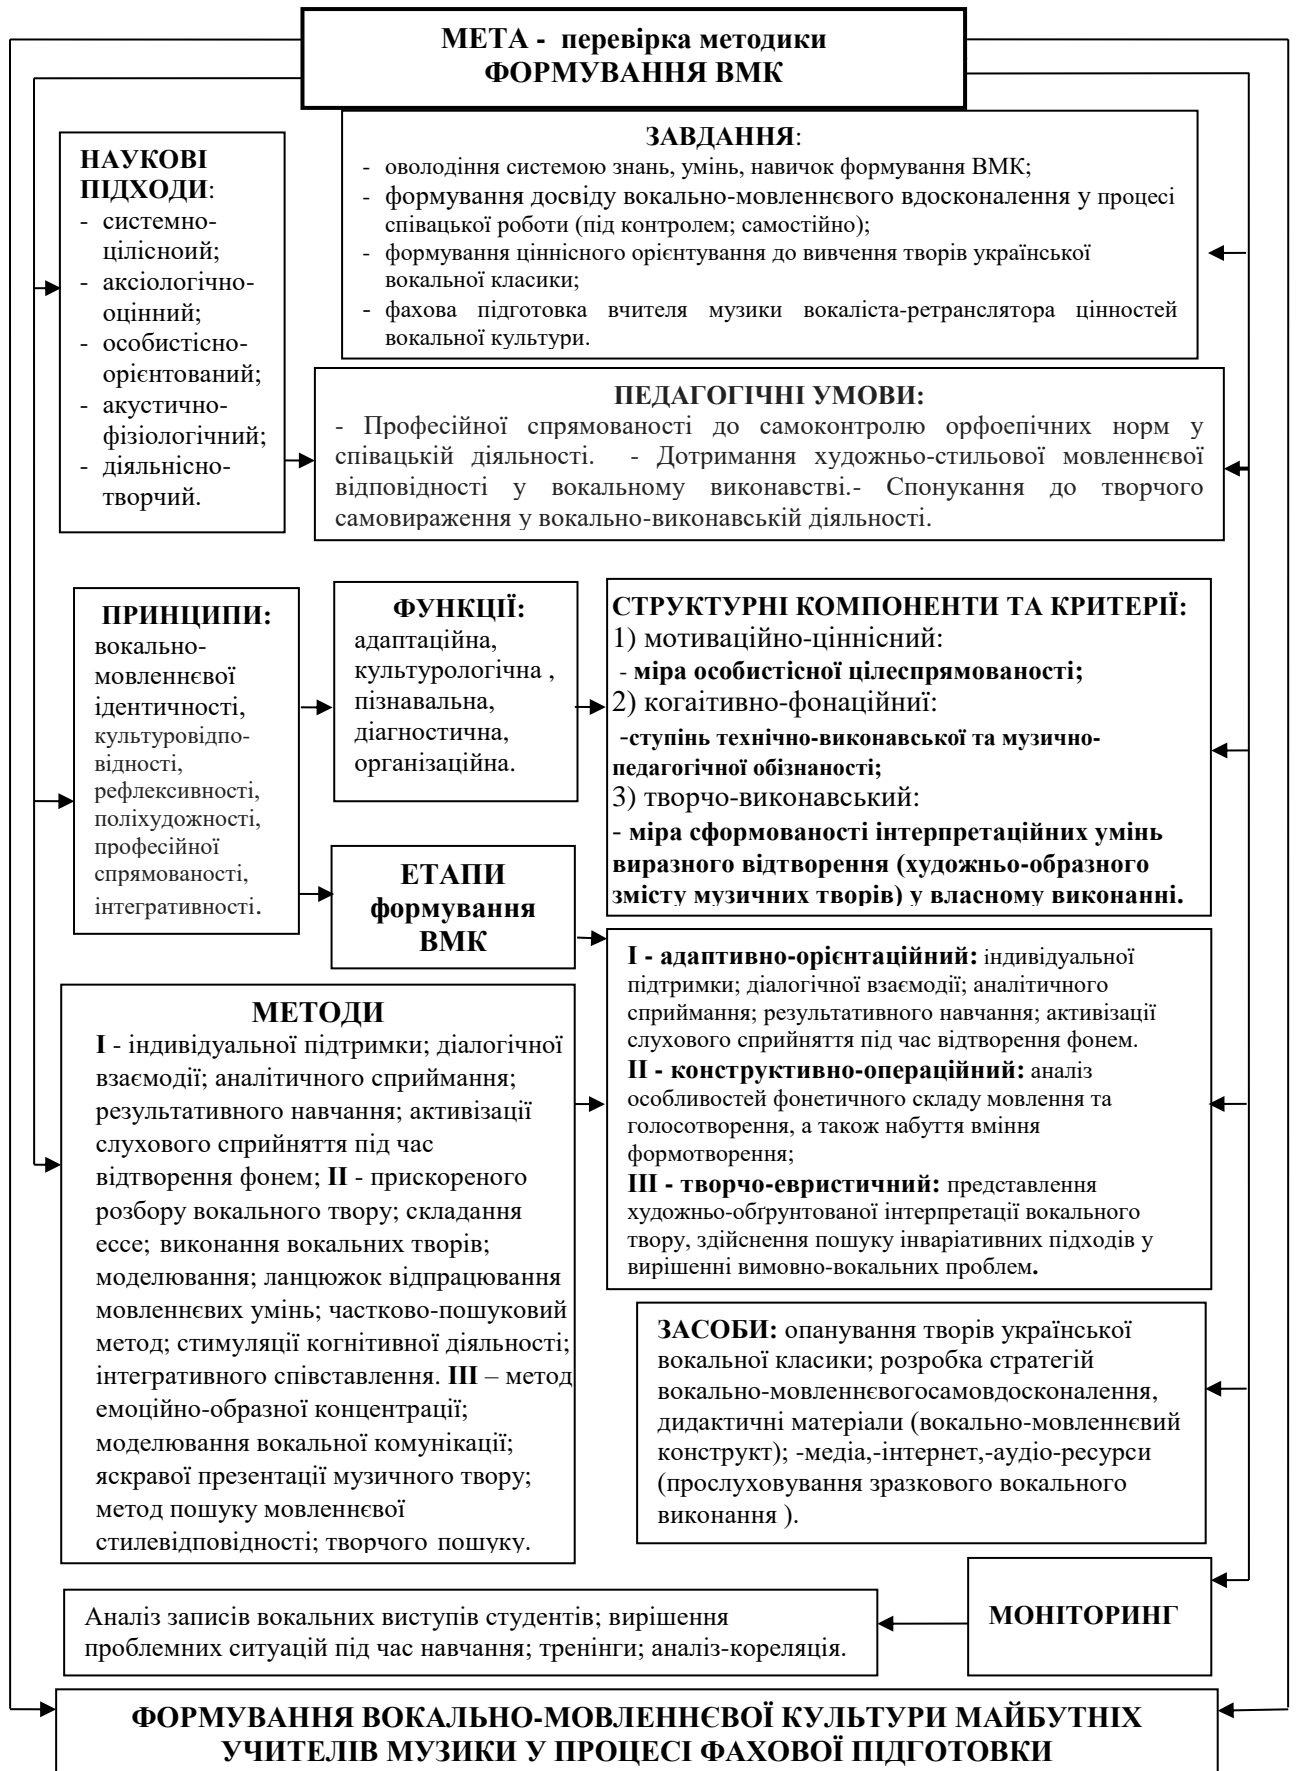 МЕТА - перевірка методики
ФОРМУВАННЯ ВМК
НАУКОВІ
ПІДХОДИ:
- системно-
цілісноий;
- аксіологічно-
оцінний;
- особистісно-
орієнтований;
- акустично-
фізіологічний;
- діяльнісно-
творчий.
ЗАВДАННЯ:
- оволодіння системою знань, умінь, навичок формування ВМК;
- формування досвіду вокально-мовленнєвого вдосконалення у процесі
співацької роботи (під контролем; самостійно);
- формування ціннісного орієнтування до вивчення творів української
вокальної класики;
- фахова підготовка вчителя музики вокаліста-ретранслятора цінностей
вокальної культури.
ПЕДАГОГІЧНІ УМОВИ:
- Професійної спрямованості до самоконтролю орфоепічних норм у
співацькій діяльності. - Дотримання художньо-стильової мовленнєвої
відповідності у вокальному виконавстві.- Спонукання до творчого
самовираження у вокально-виконавській діяльності.
ПРИНЦИПИ:
вокально-
мовленнєвої
ідентичності,
культуровідпо-
відності,
рефлексивності,
поліхудожності,
професійної
спрямованості,
інтегративності.
ФУНКЦІЇ:
адаптаційна,
культурологічна ,
пізнавальна,
діагностична,
організаційна.
СТРУКТУРНІ КОМПОНЕНТИ ТА КРИТЕРІЇ:
1) мотиваційно-ціннісний:
- міра особистісної цілеспрямованості;
2) когаітивно-фонаційниї:
-ступінь технічно-виконавської та музично-
педагогічної обізнаності;
3) творчо-виконавський:
- міра сформованості інтерпретаційних умінь
виразного відтворення (художньо-образного
змісту музичних творів) у власному виконанні.
ЕТАПИ
формування
ВМК
І - адаптивно-орієнтаційний: індивідуальної
підтримки; діалогічної взаємодії; аналітичного
сприймання; результативного навчання; активізації
слухового сприйняття під час відтворення фонем.
ІІ - конструктивно-операційний: аналіз
особливостей фонетичного складу мовлення та
голосотворення, а також набуття вміння
формотворення;
ІІІ - творчо-евристичний: представлення
художньо-обґрунтованої інтерпретації вокального
твору, здійснення пошуку інваріативних підходів у
вирішенні вимовно-вокальних проблем.
МЕТОДИ
І - індивідуальної підтримки; діалогічної
взаємодії; аналітичного сприймання;
результативного навчання; активізації
слухового сприйняття під час
відтворення фонем; ІІ - прискореного
розбору вокального твору; складання
ессе; виконання вокальних творів;
моделювання; ланцюжок відпрацювання
мовленнєвих умінь; частково-пошуковий
метод; стимуляції когнітивної діяльності;
інтегративного співставлення. ІІІ – метод
емоційно-образної концентрації;
моделювання вокальної комунікації;
яскравої презентації музичного твору;
метод пошуку мовленнєвої
стилевідповідності; творчого пошуку.
ЗАСОБИ: опанування творів української
вокальної класики; розробка стратегій
вокально-мовленнєвогосамовдосконалення,
дидактичні матеріали (вокально-мовленнєвий
конструкт); -медіа,-інтернет,-аудіо-ресурси
(прослуховування зразкового вокального
виконання ).
МОНІТОРИНГ
Аналіз записів вокальних виступів студентів; вирішення
проблемних ситуацій під час навчання; тренінги; аналіз-кореляція.
ФОРМУВАННЯ ВОКАЛЬНО-МОВЛЕННЄВОЇ КУЛЬТУРИ МАЙБУТНІХ
УЧИТЕЛІВ МУЗИКИ У ПРОЦЕСІ ФАХОВОЇ ПІДГОТОВКИ